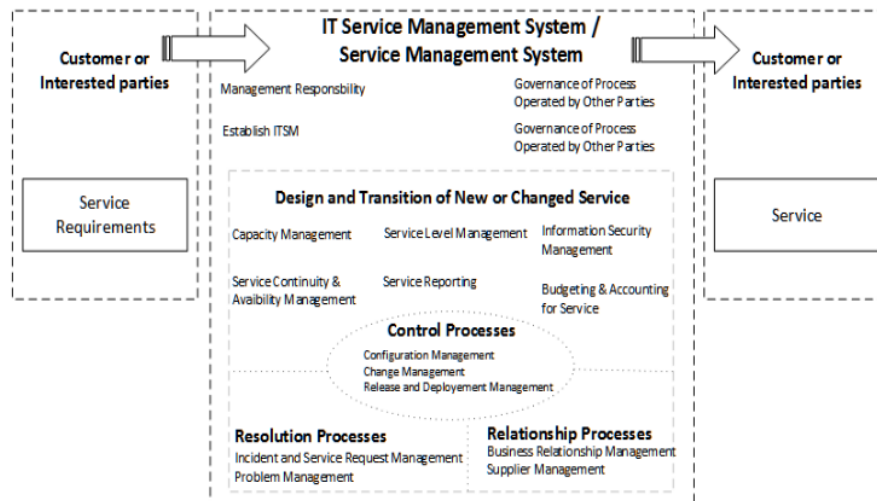 Customer or
Interested parties
Service
Requirements
IT Service Management System /
Service Management System
Management Responsbility
Governance of Process
Operated by Other Parties
Establish ITSM
Governance of Process
Operated by Other Parties
Design and Transition of New or Changed Service
Capacity Management
Service Level Management
Information Security
Management
Service Continuity &
Avaibility Management
Service Reporting
Budgeting & Accounting
for Service
Control Processes
Configuration Management
Change Management
Release and Deployement Management
Resolution Processes
Incident and Service Request Management
Problem Management
Relationship Processes
Business Relationship Management
Supplier Management
Customer or
Interested parties
Service